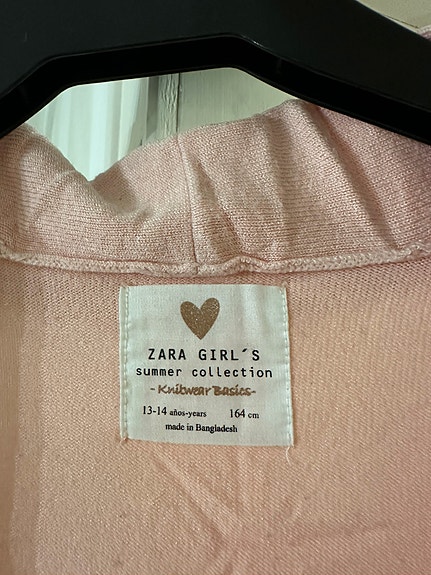 ZARA GIRL´S
summer collection
- Knitwear Basics-
13-14 años-years 164 cm
made in Bangladesh